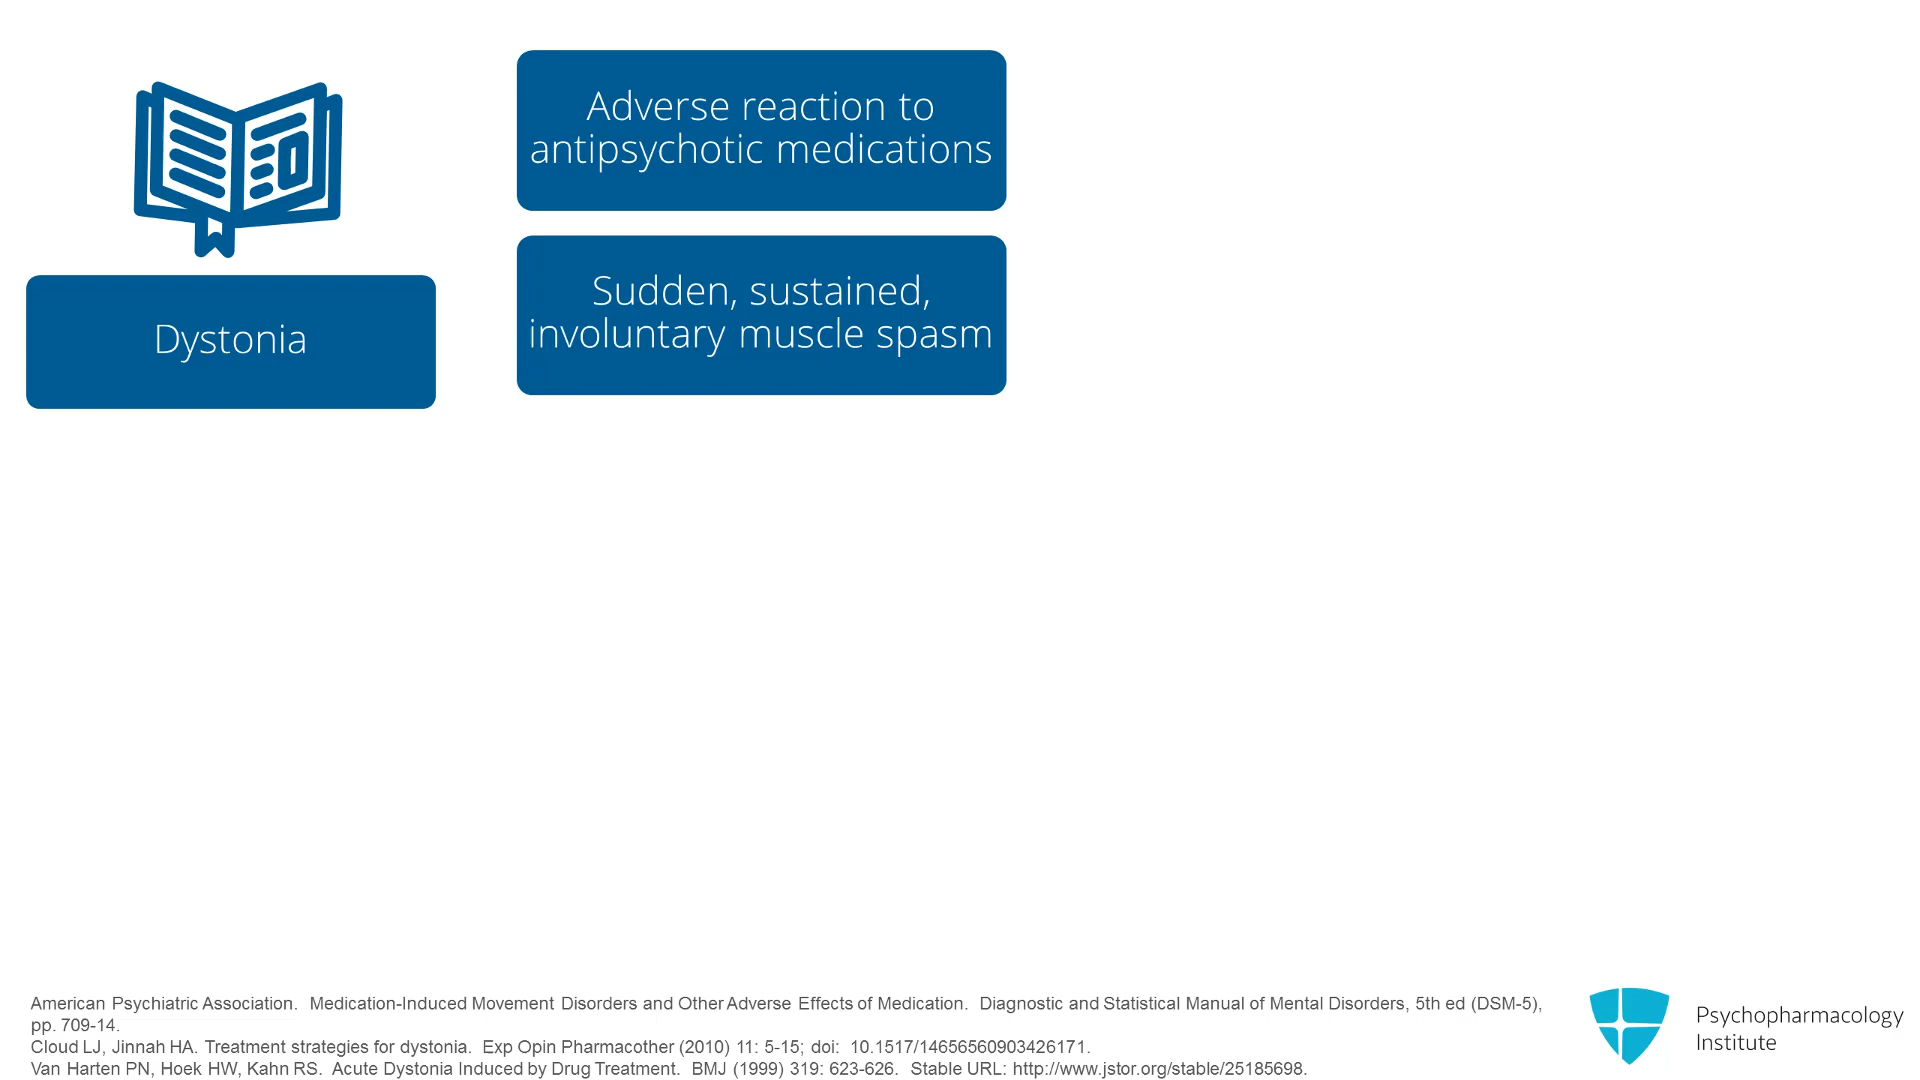 Dystonia
Adverse reaction to
antipsychotic medications
Sudden, sustained,
involuntary muscle spasm
American Psychiatric Association.  Medication-Induced Movement Disorders and Other Adverse Effects of Medication.  Diagnostic and Statistical Manual of Mental Disorders, 5th ed (DSM-5),
pp. 709-14.
Cloud LJ, Jinnah HA. Treatment strategies for dystonia.  Exp Opin Pharmacother (2010) 11: 5-15; doi:  10.1517/14656560903426171.
Van Harten PN, Hoek HW, Kahn RS.  Acute Dystonia Induced by Drug Treatment.  BMJ (1999) 319: 623-626.  Stable URL: http://www.jstor.org/stable/25185698.
Psychopharmacology
Institute